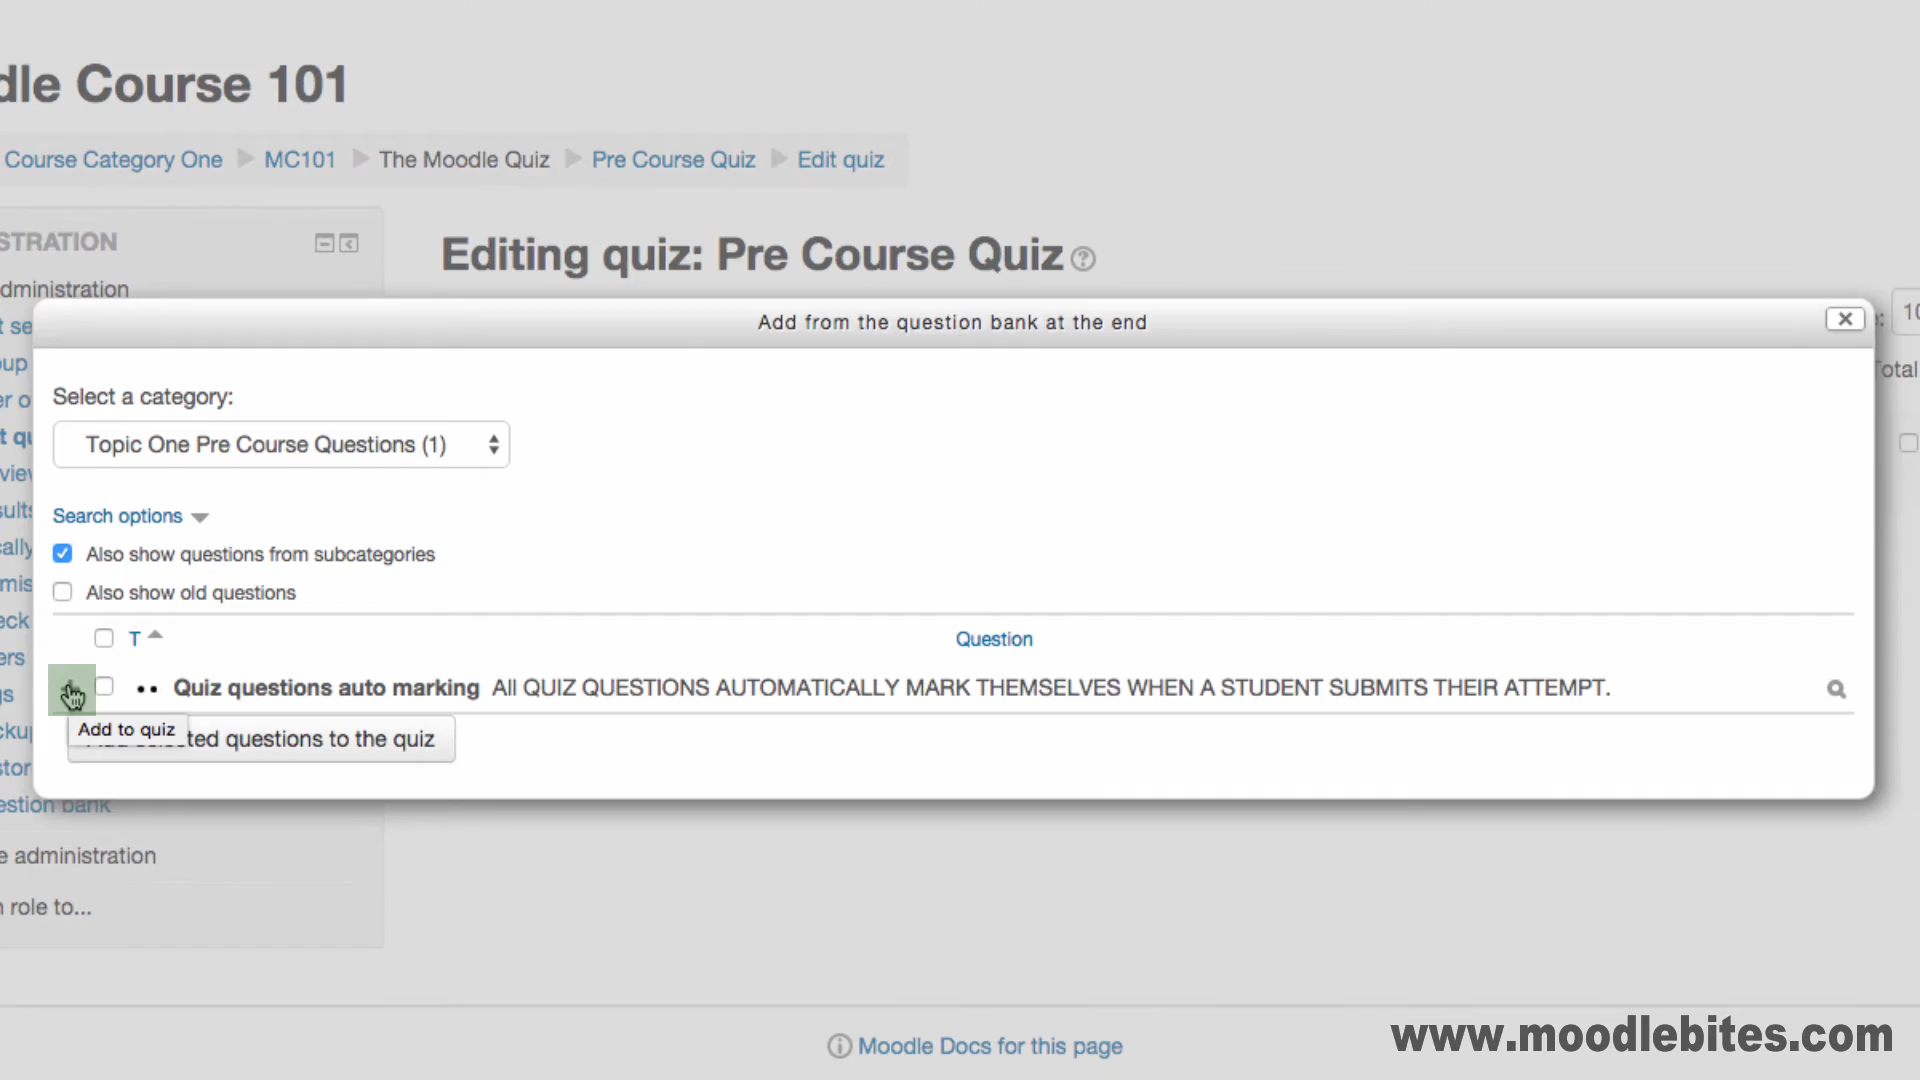 dle Course 101
Course Category One MC101 The Moodle Quiz Pre Course Quiz Edit quiz
STRATION
Editing quiz: Pre Course Quiz
dministration
Add from the question bank at the end
10
Total
Select a category:
Topic One Pre Course Questions (1)
Search options
Also show questions from subcategories
Also show old questions
T Question
Quiz questions auto marking All QUIZ QUESTIONS AUTOMATICALLY MARK THEMSELVES WHEN A STUDENT SUBMITS THEIR ATTEMPT.
Add to quiz
questions to the quiz
estion bank
e administration
role to...
Moodle Docs for this page
www.moodlebites.com